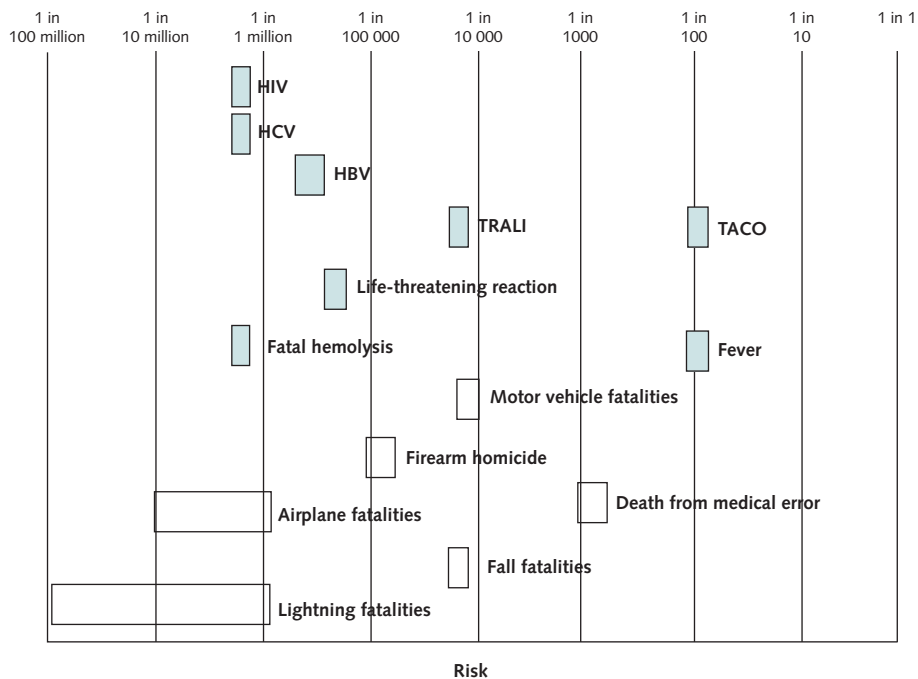 1 in
100 million
1 in
10 million
1 in
1 million
1 in
100 000
1 in
10 000
1 in
1000
1 in
100
1 in
10
1 in 1
HIV
HCV
HBV
TRALI
TACO
Life-threatening reaction
Fatal hemolysis
Fever
Motor vehicle fatalities
Firearm homicide
Death from medical error
Airplane fatalities
Fall fatalities
Lightning fatalities
Risk